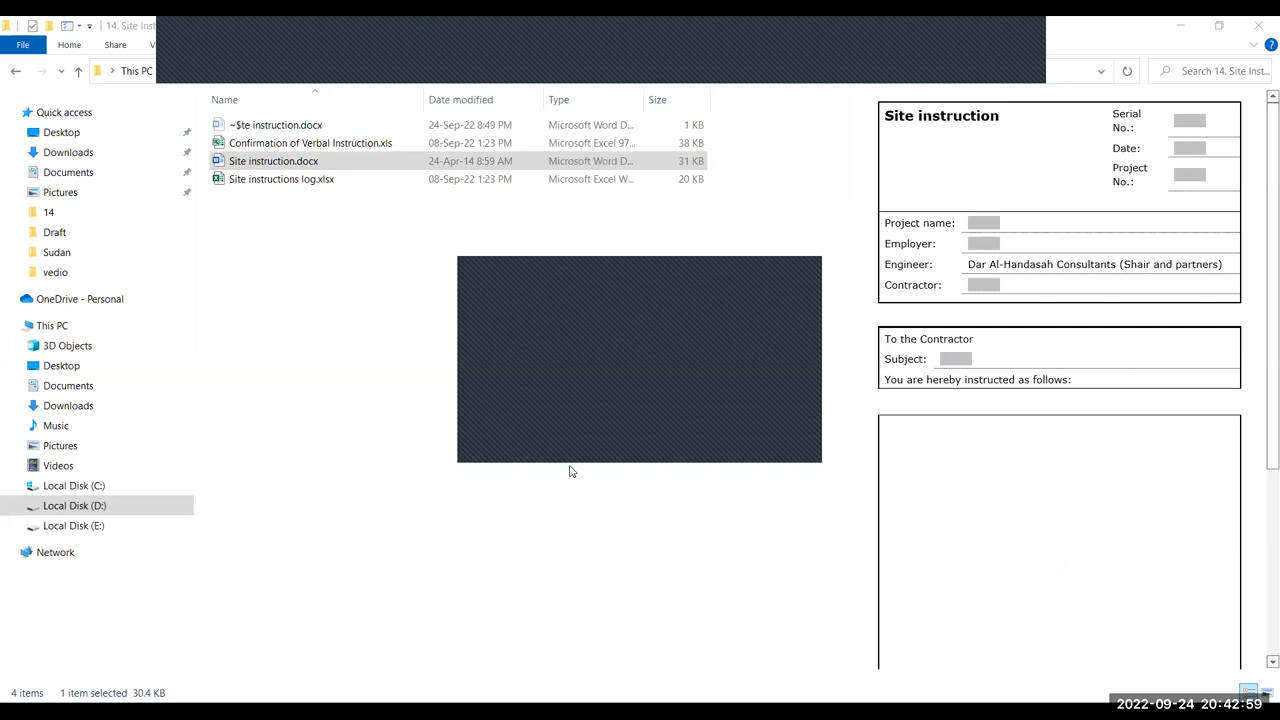 14. Site Inst
File Home Share V
This PC
Search 14. Site Inst...
Name Date modified Type Size
~$te instruction.docx 24-Sep-22 8:49 PM Microsoft Word D... 1 KB
Confirmation of Verbal Instruction.xls 08-Sep-22 1:23 PM Microsoft Excel 97... 38 KB
Site instruction.docx 24-Apr-14 8:59 AM Microsoft Word D... 31 KB
Site instructions log.xlsx 08-Sep-22 1:23 PM Microsoft Excel W... 20 KB
Quick access
Desktop
Downloads
Documents
Pictures
14
Draft
Sudan
vedio
OneDrive - Personal
This PC
3D Objects
Desktop
Documents
Downloads
Music
Pictures
Videos
Local Disk (C:)
Local Disk (D:)
Local Disk (E:)
Network
Site instruction
Serial
No.:
Date:
Project
No.:
Project name:
Employer:
Engineer: Dar Al-Handasah Consultants (Shair and partners)
Contractor:
To the Contractor
Subject:
You are hereby instructed as follows:
4 items 1 item selected 30.4 KB
2022-09-24 20:42:59